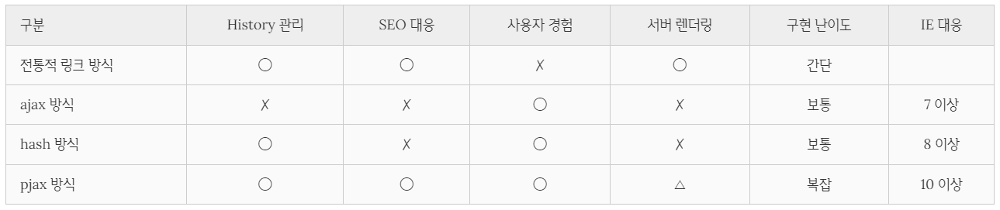 구분 History 관리 SEO 대응 사용자 경험 서버 렌더링 구현 난이도 IE 대응
전통적 링크 방식 ◯ ◯ ✗ ◯ 간단
ajax 방식 ✗ ✗ ◯ ✗ 보통 7 이상
hash 방식 ◯ ✗ ◯ ✗ 보통 8 이상
pjax 방식 ◯ ◯ ◯ △ 복잡 10 이상